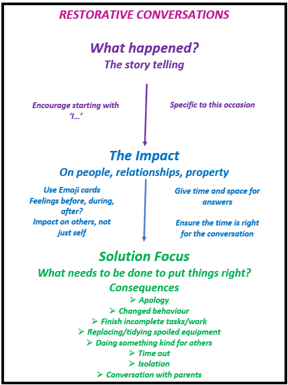 RESTORATIVE CONVERSATIONS
What happened?
The story telling
Encourage starting with
'I...'
Specific to this occasion
The Impact
On people, relationships, property
Use Emoji cards
Feelings before, during,
after?
Impact on others, not
just self
Give time and space for
answers
Ensure the time is right
for the conversation
Solution Focus
What needs to be done to put things right?
Consequences
➢ Apology
➢ Changed behaviour
➢ Finish incomplete tasks/work
➢ Replacing/tidying spoiled equipment
➢ Doing something kind for others
➢ Time out
➢ Isolation
➢ Conversation with parents